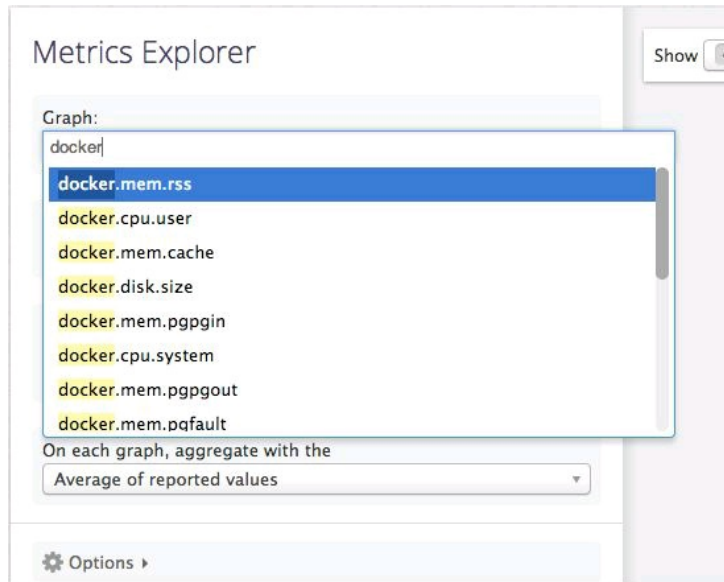 Metrics Explorer
Show
Graph:
docker
docker.mem.rss
docker.cpu.user
docker.mem.cache
docker.disk.size
docker.mem.pgpgin
docker.cpu.system
docker.mem.pgpgout
docker.mem.pgfault
On each graph, aggregate with the
Average of reported values
Options